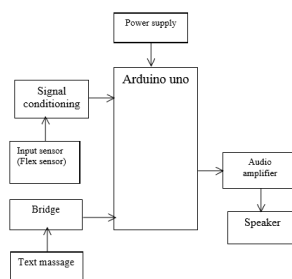 Power supply
Arduino uno
Signal
conditioning
Input sensor
(Flex sensor)
Audio
amplifier
Bridge
Speaker
Text massage